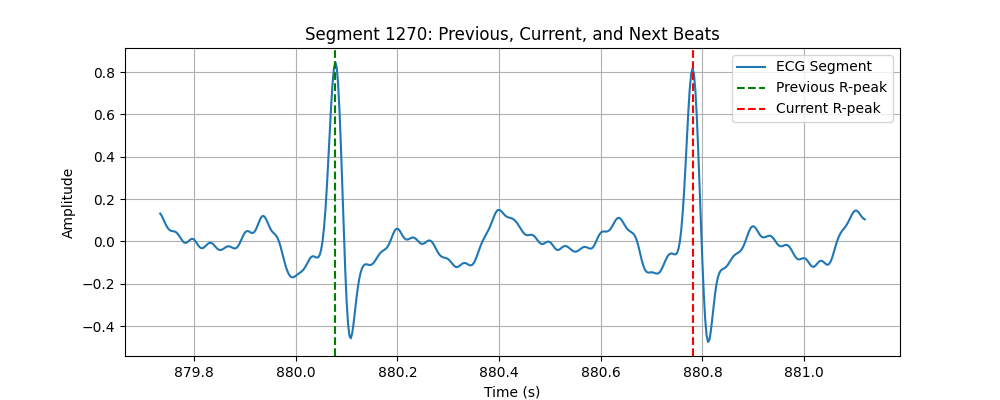 Segment 1270: Previous, Current, and Next Beats
ECG Segment
Previous R-peak
Current R-peak
Amplitude
0.8
0.6
0.4
0.2
0.0
−0.2
−0.4
879.8 880.0 880.2 880.4 880.6 880.8 881.0
Time (s)